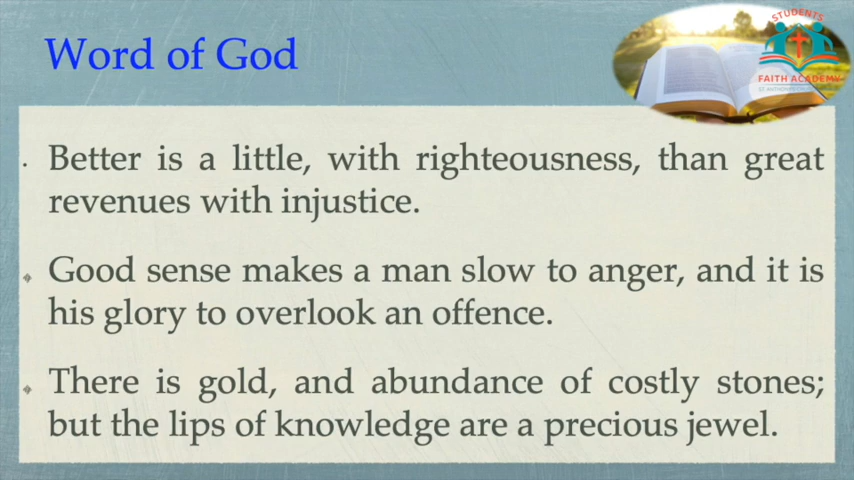 Word of God
STUDENTS
FAITH ACADEMY
Better is a little, with righteousness, than great
revenues with injustice.
Good sense makes a man slow to anger, and it is
his glory to overlook an offence.
There is gold, and abundance of costly stones;
but the lips of knowledge are a precious jewel.